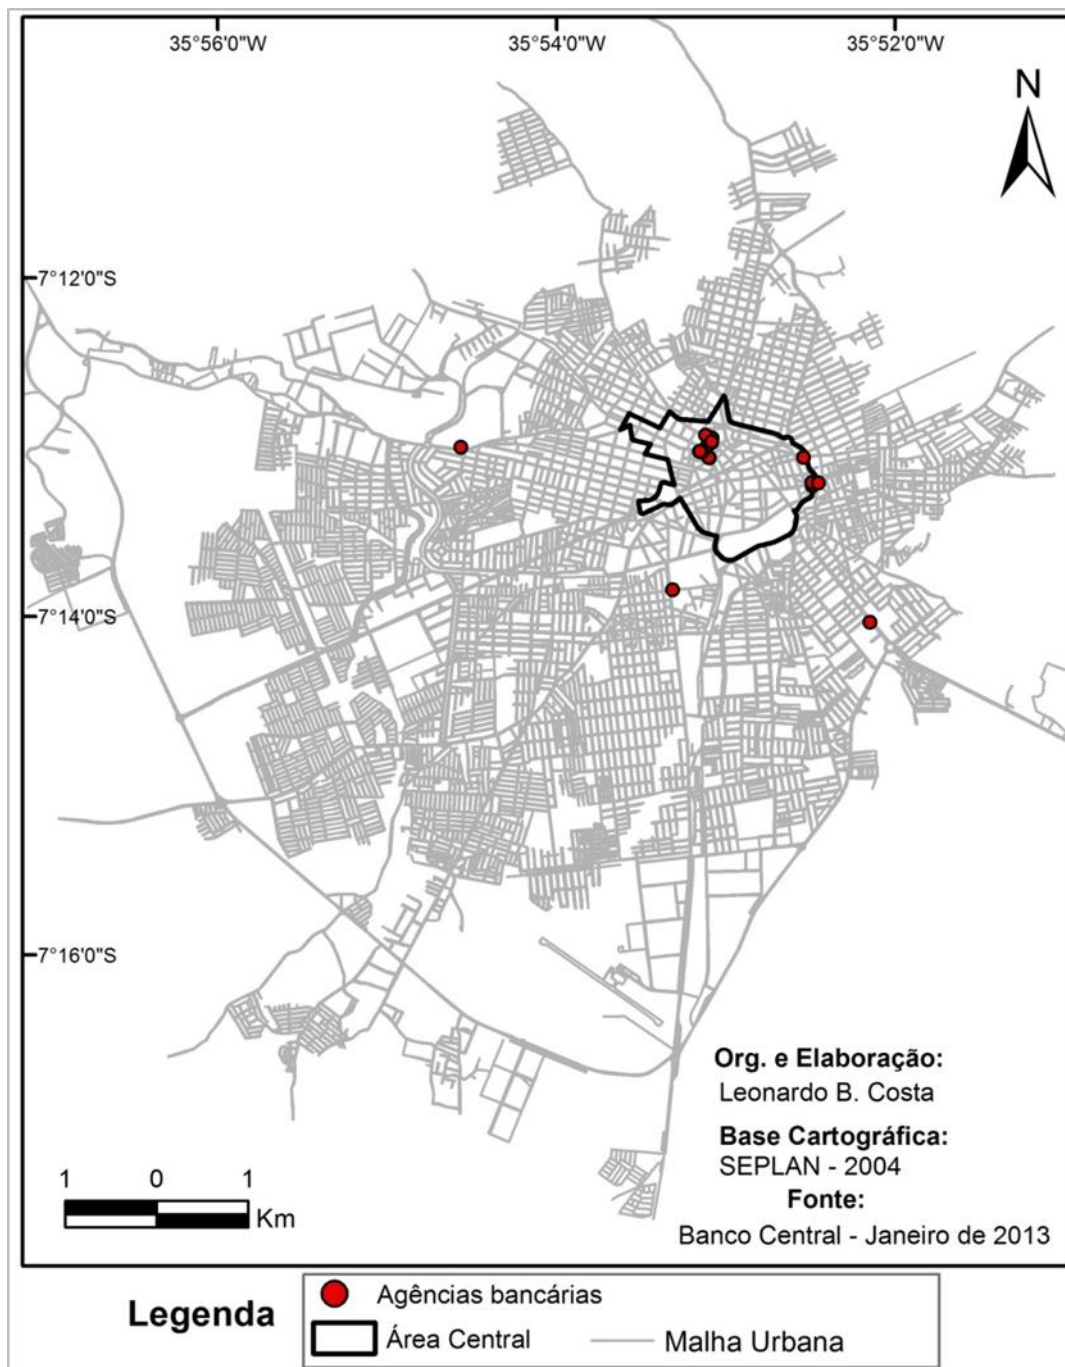 35°56'0"W
35°54'0"W
35°52'0"W
N
7°12'0"S
7°14'0"S
7°16'0"S
Org. e Elaboração:
Leonardo B. Costa
Base Cartográfica:
SEPLAN - 2004
Fonte:
Banco Central - Janeiro de 2013
1 0 1
Km
Legenda
Agências bancárias
Área Central
Malha Urbana